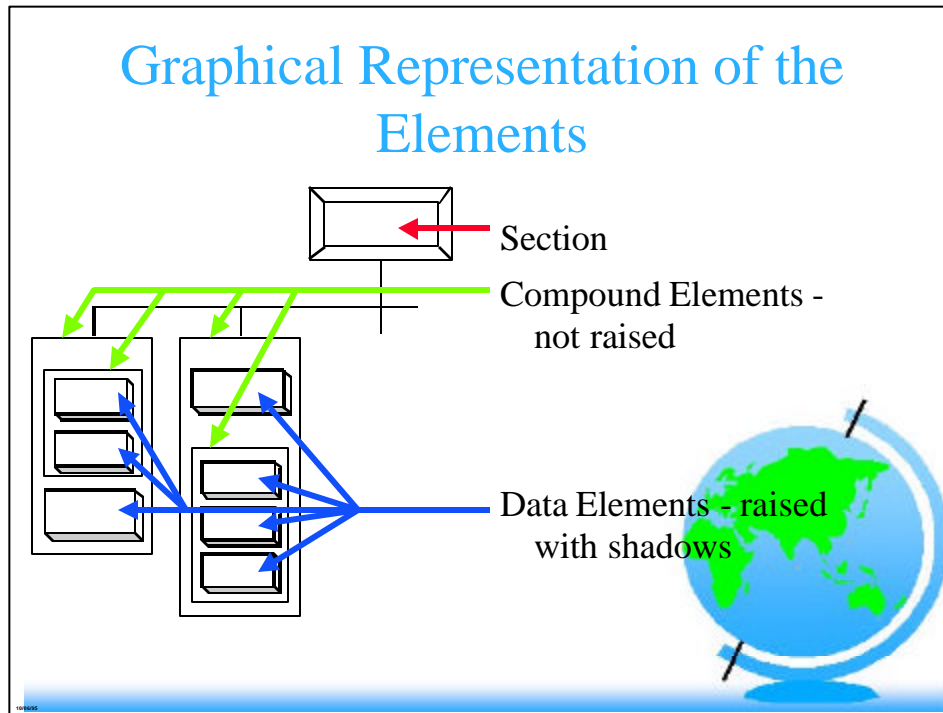 Graphical Representation of the
Elements
Section
Compound Elements -
not raised
Data Elements - raised
with shadows